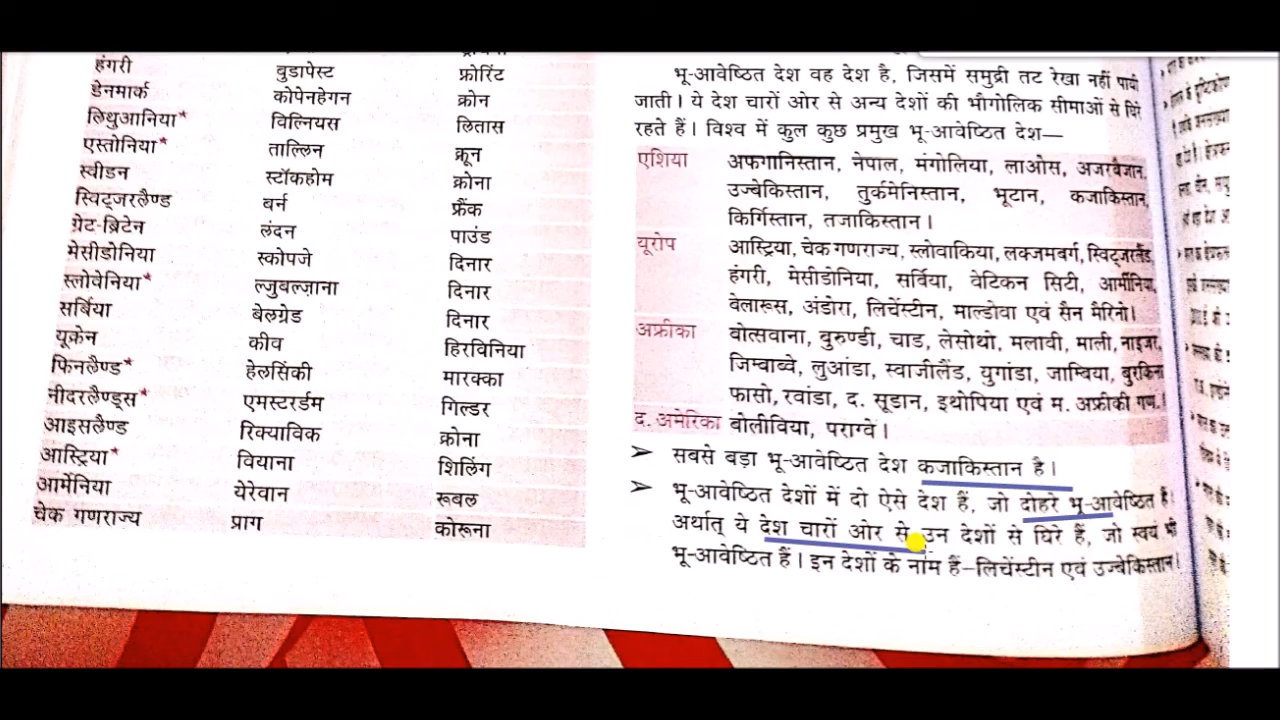 हंगरी बुडापेस्ट फ्रोरिंट
डेनमार्क कोपेनहेगन क्रोन
लिथुआनिया* विल्नियस लितास
एस्तोनिया* ताल्लिन क्रून
स्वीडन स्टॉकहोम क्रोना
स्विट्जरलैण्ड बर्न फ्रैंक
ग्रेट-ब्रिटेन लंदन पाउंड
मेसीडोनिया स्कोपजे दिनार
स्लोवेनिया* ल्जुबल्ज़ाना दिनार
सर्बिया बेलग्रेड दिनार
यूक्रेन कीव हिरविनिया
फिनलैण्ड* हेलसिंकी मारक्का
नीदरलैण्ड्स* एमस्टरर्डम गिल्डर
आइसलैण्ड रिक्याविक क्रोना
आस्ट्रिया* वियाना शिलिंग
आर्मेनिया येरेवान रूबल
चेक गणराज्य प्राग कोरूना
भू-आवेष्ठित देश वह देश है, जिसमें समुद्री तट रेखा नहीं पायी
जाती। ये देश चारों ओर से अन्य देशों की भौगोलिक सीमाओं से घिरे
रहते हैं। विश्व में कुल कुछ प्रमुख भू-आवेष्ठित देश—
एशिया अफगानिस्तान, नेपाल, मंगोलिया, लाओस, अजरबैजान,
उज्बेकिस्तान, तुर्कमेनिस्तान, भूटान, कजाकिस्तान,
किर्गिस्तान, तजाकिस्तान।
यूरोप आस्ट्रिया, चेक गणराज्य, स्लोवाकिया, लक्जमबर्ग, स्विट्जरलैंड,
हंगरी, मेसीडोनिया, सर्विया, वेटिकन सिटी, आर्मीनिया,
वेलारूस, अंडोरा, लिचेंस्टीन, माल्डोवा एवं सैन मैरिनो।
अफ्रीका बोत्सवाना, बुरुण्डी, चाड, लेसोथो, मलावी, माली, नाइजर,
जिम्बाब्वे, लुआंडा, स्वाजीलैंड, युगांडा, जाम्बिया, बुरकिना
फासो, रवांडा, द. सूडान, इथोपिया एवं म. अफ्रीकी गण.।
द. अमेरिका बोलीविया, पराग्वे।
➤ सबसे बड़ा भू-आवेष्ठित देश कजाकिस्तान है।
➤ भू-आवेष्ठित देशों में दो ऐसे देश हैं, जो दोहरे भू-आवेष्ठित हैं।
अर्थात् ये देश चारों ओर से उन देशों से घिरे हैं, जो स्वयं भी
भू-आवेष्ठित हैं। इन देशों के नाम हैं–लिचेंस्टीन एवं उज्बेकिस्तान।